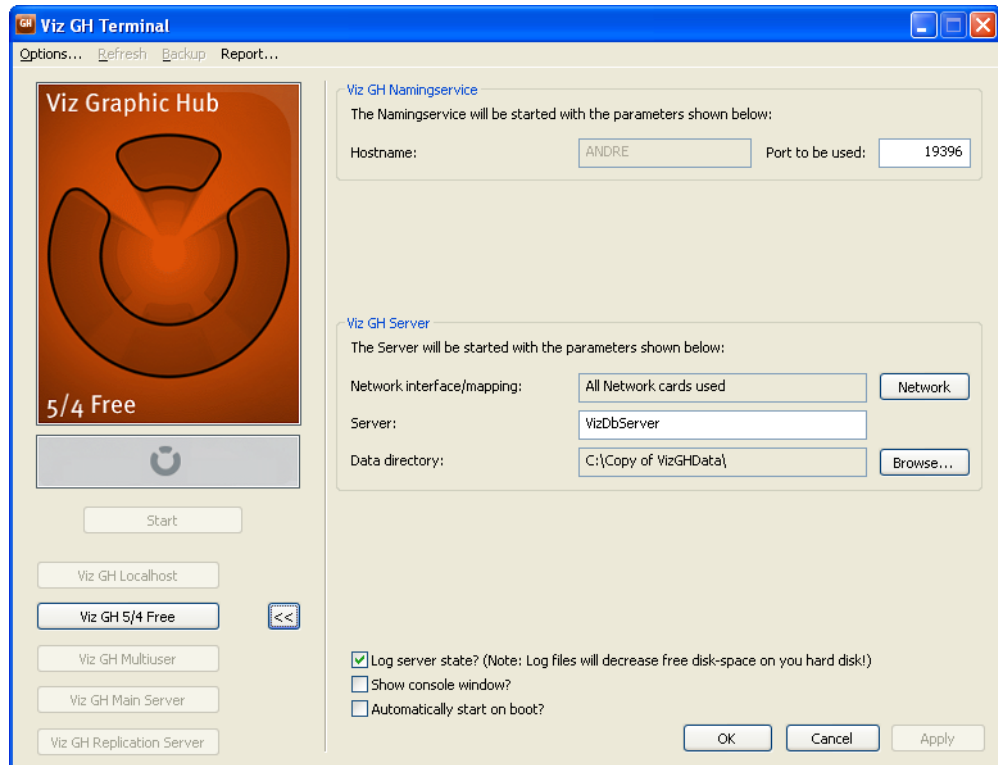 GH Viz GH Terminal
Options... Refresh Backup Report...
Viz Graphic Hub
5/4 Free
Start
Viz GH Localhost
Viz GH 5/4 Free <<
Viz GH Multiuser
Viz GH Main Server
Viz GH Replication Server
Viz GH Namingservice
The Namingservice will be started with the parameters shown below:
Hostname: ANDRE Port to be used: 19396
Viz GH Server
The Server will be started with the parameters shown below:
Network interface/mapping: All Network cards used Network
Server: VizDbServer
Data directory: C:\Copy of VizGHData\ Browse...
Log server state? (Note: Log files will decrease free disk-space on you hard disk!)
Show console window?
Automatically start on boot?
OK Cancel Apply